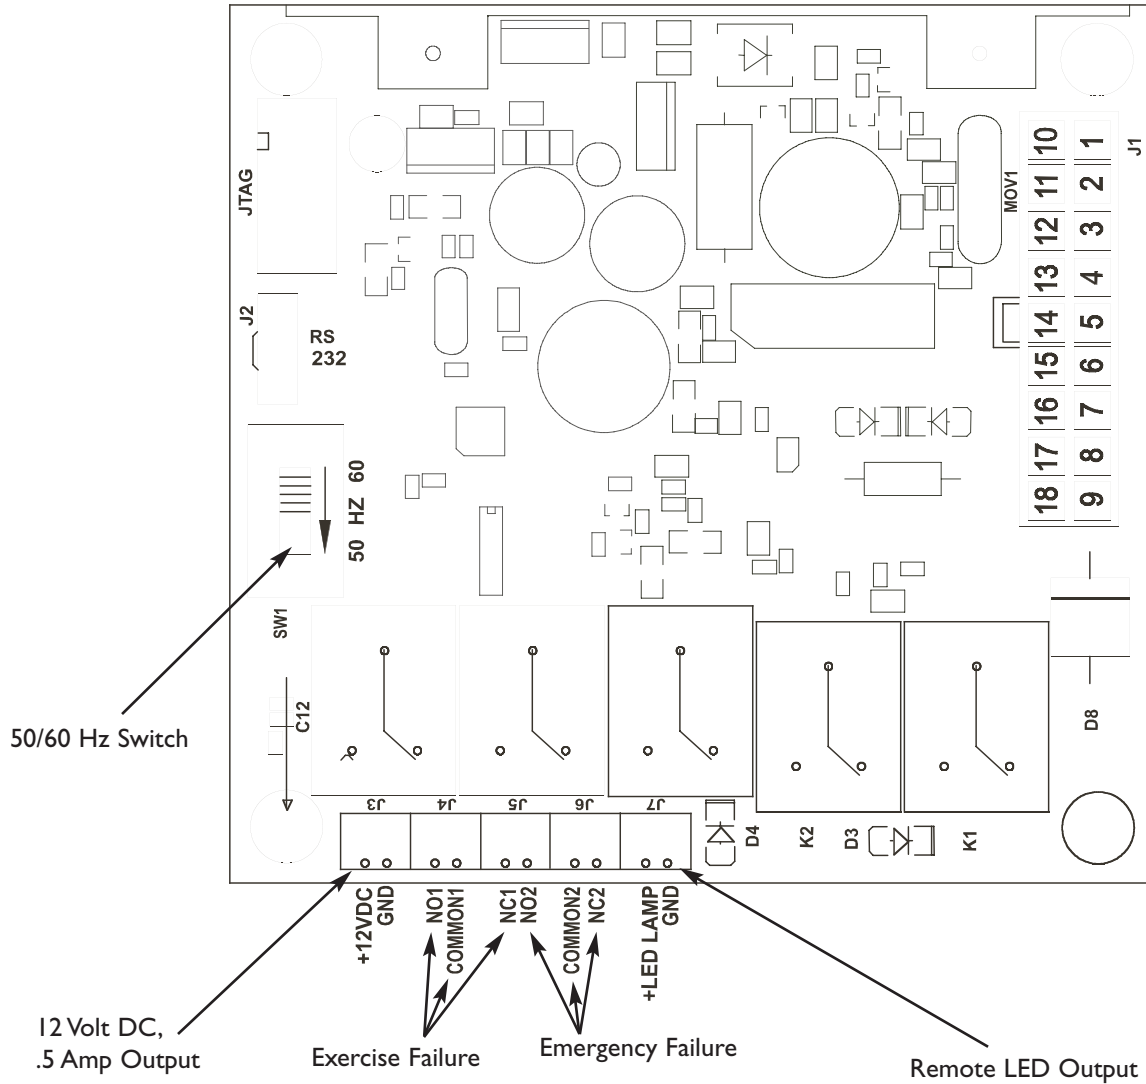 JTAG
MOV1
J1
10 1
11 2
12 3
13 4
14 5
15 6
16 7
17 8
18 9
J2
RS
232
50 HZ 60
SW1
50/60 Hz Switch
C12
D8
J3 J4 J5 J6 J7
D4
K2
D3
K1
+12VDC
GND
NO1
COMMON1
NC1
NO2
COMMON2
NC2
+LED LAMP
GND
12 Volt DC,
.5 Amp Output
Exercise Failure
Emergency Failure
Remote LED Output